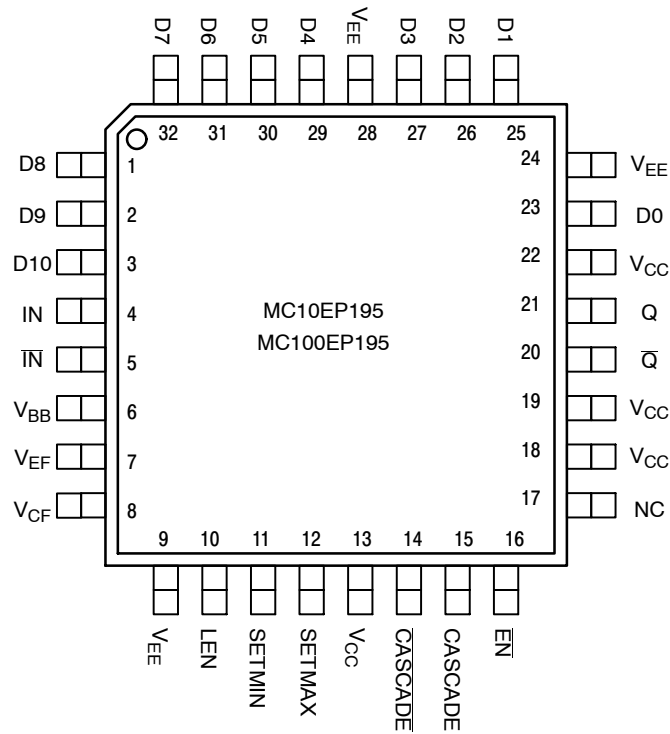 D7 D6 D5 D4 VEE D3 D2 D1
32 31 30 29 28 27 26 25
D8 1 24 VEE
D9 2 23 D0
D10 3 22 VCC
IN 4 21 Q
I̅N̅ 5 20 Q̅
VBB 6 19 VCC
VEF 7 18 VCC
VCF 8 17 NC
MC10EP195
MC100EP195
9 10 11 12 13 14 15 16
VEE LEN SETMIN SETMAX VCC C̅A̅S̅C̅A̅D̅E̅ CASCADE E̅N̅